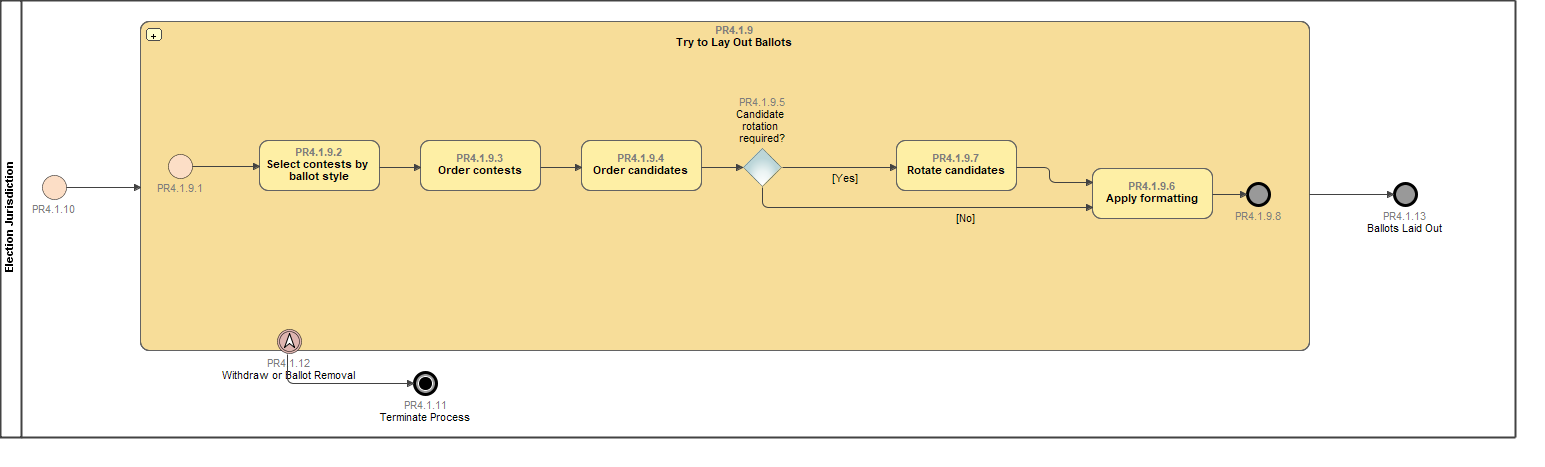 Election Jurisdiction
PR4.1.9
Try to Lay Out Ballots
PR4.1.10
PR4.1.9.1
PR4.1.9.2
Select contests by
ballot style
PR4.1.9.3
Order contests
PR4.1.9.4
Order candidates
PR4.1.9.5
Candidate
rotation
required?
[Yes]
[No]
PR4.1.9.7
Rotate candidates
PR4.1.9.6
Apply formatting
PR4.1.9.8
PR4.1.13
Ballots Laid Out
PR4.1.12
Withdraw or Ballot Removal
PR4.1.11
Terminate Process